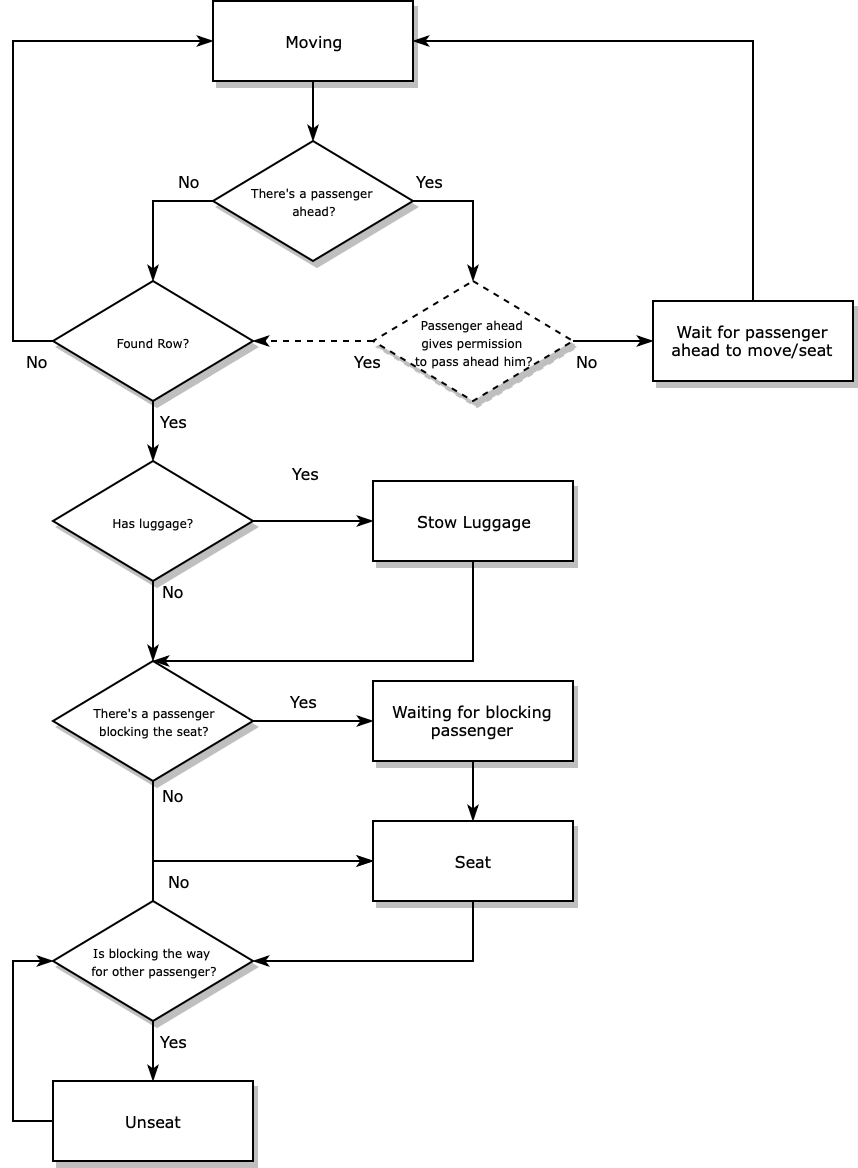 Moving
There's a passenger
ahead?
No
Yes
Found Row?
No
Yes
Passenger ahead
gives permission
to pass ahead him?
Yes
No
Wait for passenger
ahead to move/seat
Has luggage?
Yes
Stow Luggage
No
There's a passenger
blocking the seat?
Yes
Waiting for blocking
passenger
No
Seat
No
Is blocking the way
for other passenger?
Yes
Unseat